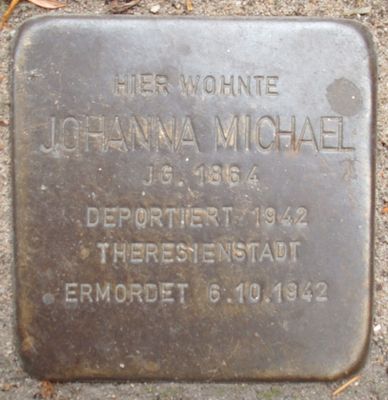 HIER WOHNTE
JOHANNA MICHAEL
JG. 1864
DEPORTIERT 1942
THERESIENSTADT
ERMORDET 6.10.1942